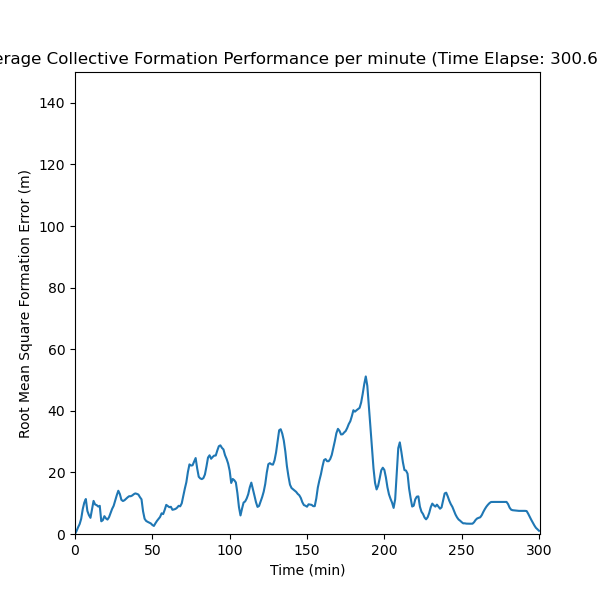 erage Collective Formation Performance per minute (Time Elapse: 300.6
140
120
100
80
60
40
20
0
Root Mean Square Formation Error (m)
0 50 100 150 200 250 300
Time (min)